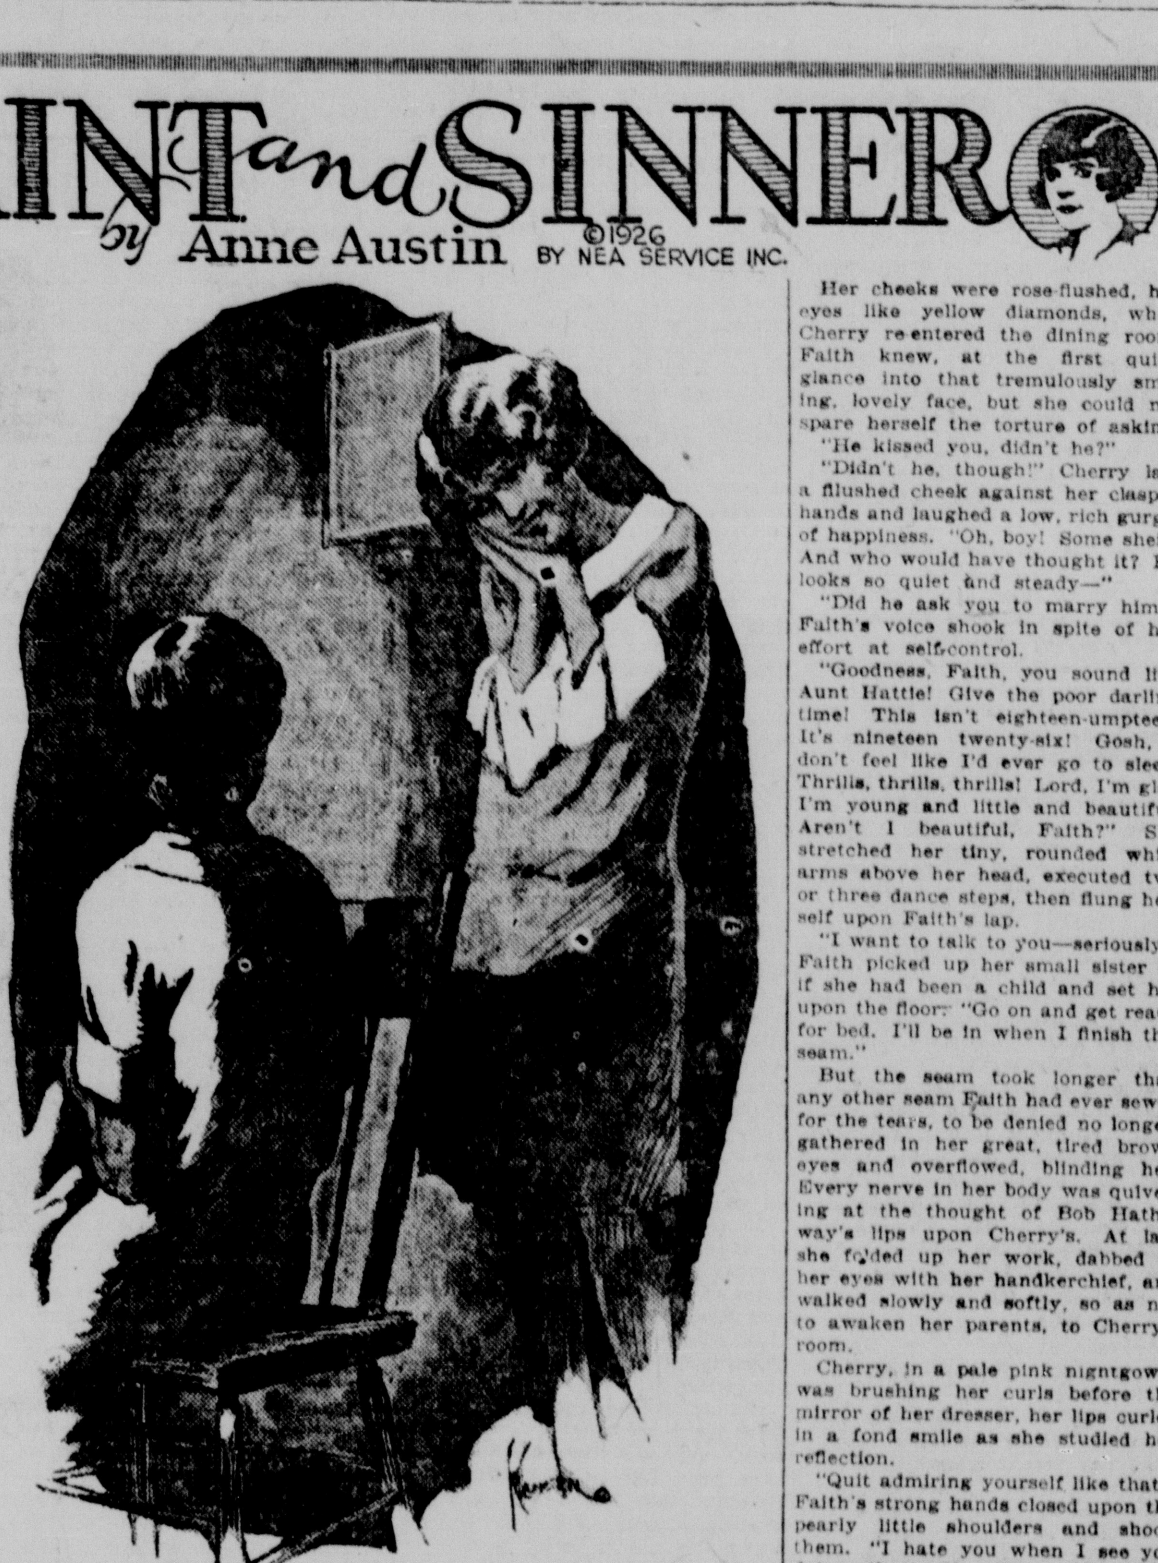 INT and SINNER
by Anne Austin
©1926
BY NEA SERVICE INC.
Her cheeks were rose-flushed, h
eyes like yellow diamonds, wh
Cherry re-entered the dining roo
Faith knew, at the first qui
glance into that tremulously sm
ing, lovely face, but she could n
spare herself the torture of askin
"He kissed you, didn't he?"
"Didn't he, though!" Cherry la
a flushed cheek against her clasp
hands and laughed a low, rich gurg
of happiness. "Oh, boy! Some she
And who would have thought it? H
looks so quiet and steady—"
"Did he ask you to marry him
Faith's voice shook in spite of h
effort at self-control.
"Goodness, Faith, you sound li
Aunt Hattie! Give the poor darli
time! This isn't eighteen-umptee
It's nineteen twenty-six! Gosh,
don't feel like I'd ever go to slee
Thrills, thrills, thrills! Lord, I'm gl
I'm young and little and beautif
Aren't I beautiful, Faith?" S
stretched her tiny, rounded whi
arms above her head, executed tw
or three dance steps, then flung he
self upon Faith's lap.
"I want to talk to you—seriously
Faith picked up her small sister
if she had been a child and set h
upon the floor: "Go on and get rea
for bed. I'll be in when I finish th
seam."
But the seam took longer tha
any other seam Faith had ever sew
for the tears, to be denied no longe
gathered in her great, tired brow
eyes and overflowed, blinding he
Every nerve in her body was quive
ing at the thought of Bob Hath
way's lips upon Cherry's. At la
she folded up her work, dabbed
her eyes with her handkerchief, a
walked slowly and softly, so as n
to awaken her parents, to Cherry
room.
Cherry, in a pale pink nightgow
was brushing her curls before t
mirror of her dresser, her lips curl
in a fond smile as she studied h
reflection.
"Quit admiring yourself like that
Faith's strong hands closed upon t
pearly little shoulders and shoo
them. "I hate you when I see yo